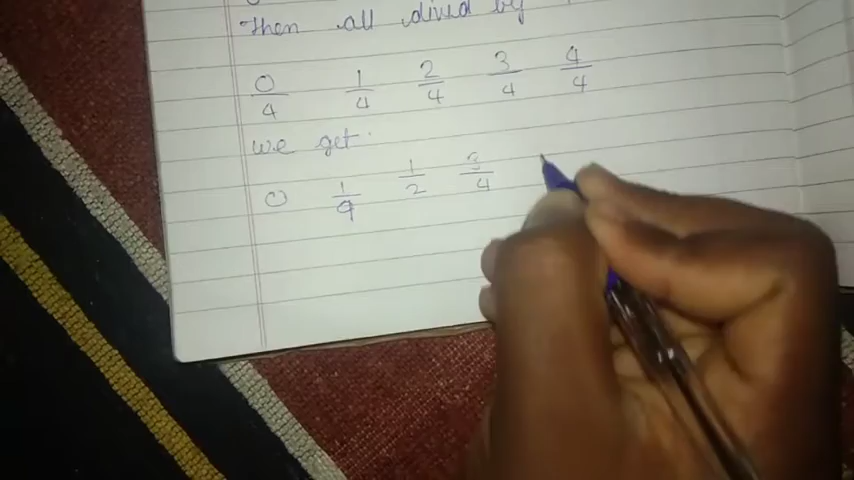 Then all divided by
0/4 1/4 2/4 3/4 4/4
we get
0 1/4 1/2 3/4